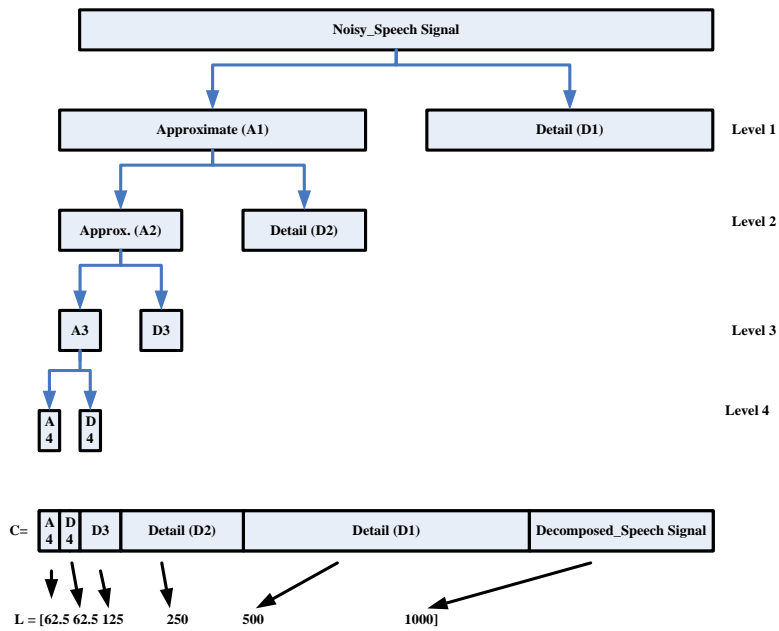 Noisy_Speech Signal
Approximate (A1)
Detail (D1)
Level 1
Approx. (A2)
Detail (D2)
Level 2
A3
D3
Level 3
A
4
D
4
Level 4
C=
A
4
D
4
D3
Detail (D2)
Detail (D1)
Decomposed_Speech Signal
L = [62.5 62.5 125 250 500 1000]